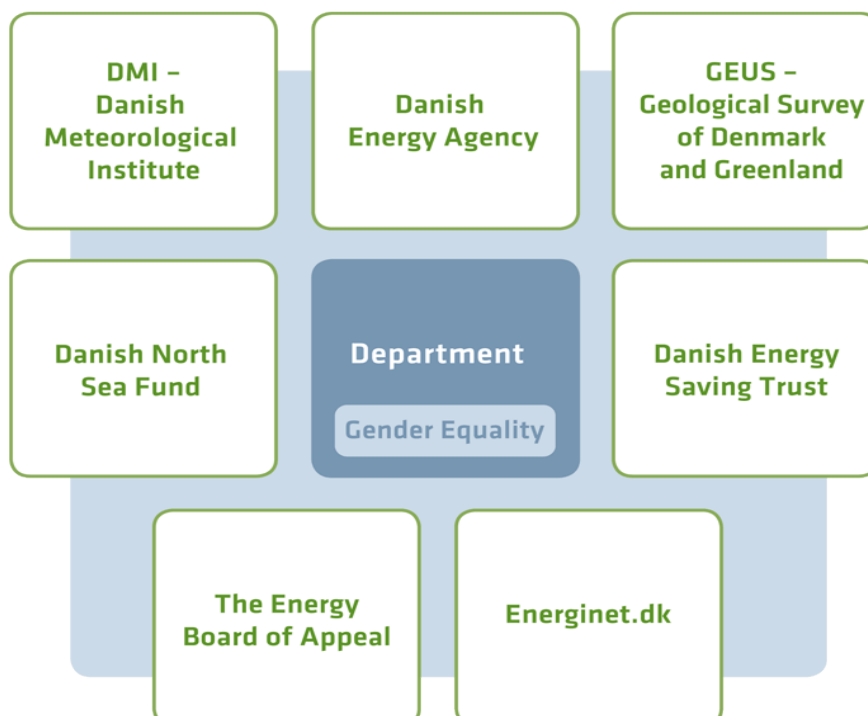 DMI –
Danish
Meteorological
Institute
Danish
Energy Agency
GEUS –
Geological Survey
of Denmark
and Greenland
Danish North
Sea Fund
Department
Gender Equality
Danish Energy
Saving Trust
The Energy
Board of Appeal
Energinet.dk